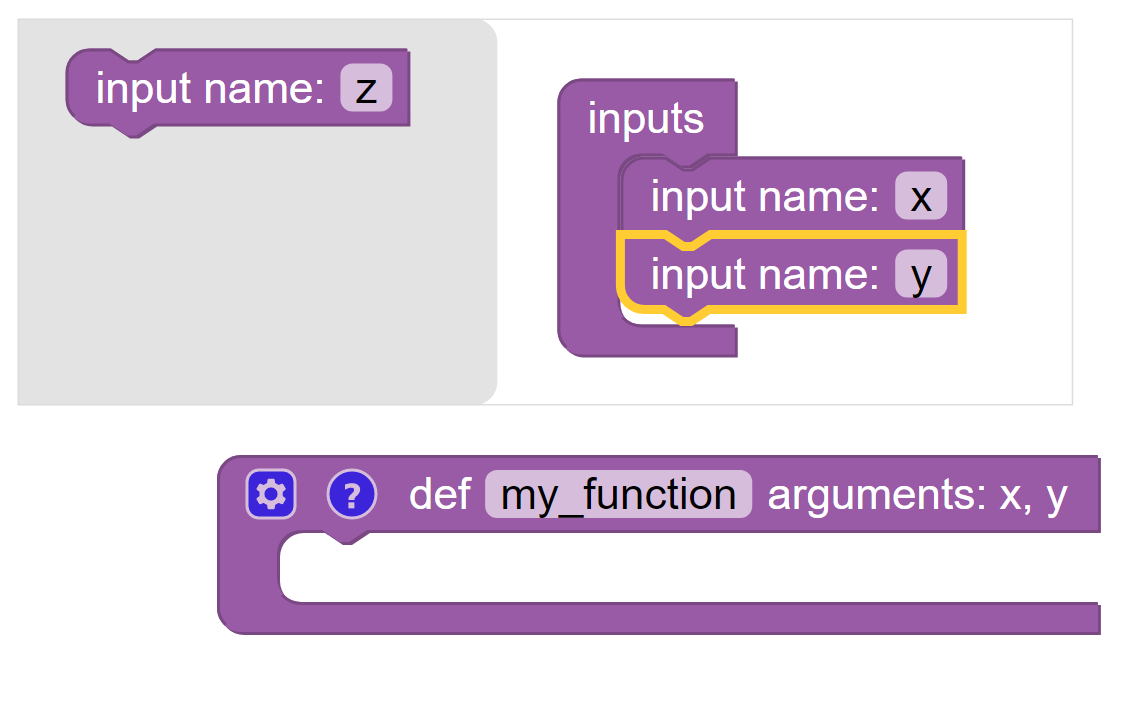 input name: z
inputs
input name: x
input name: y
? def my_function arguments: x, y